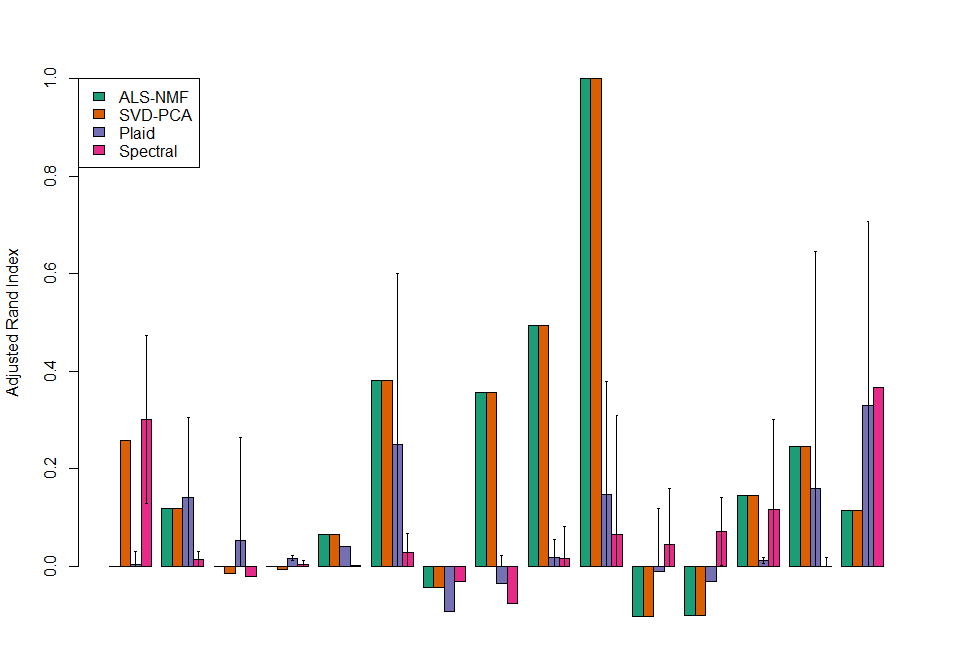 1.0
0.8
0.6
0.4
0.2
0.0
Adjusted Rand Index
ALS-NMF
SVD-PCA
Plaid
Spectral